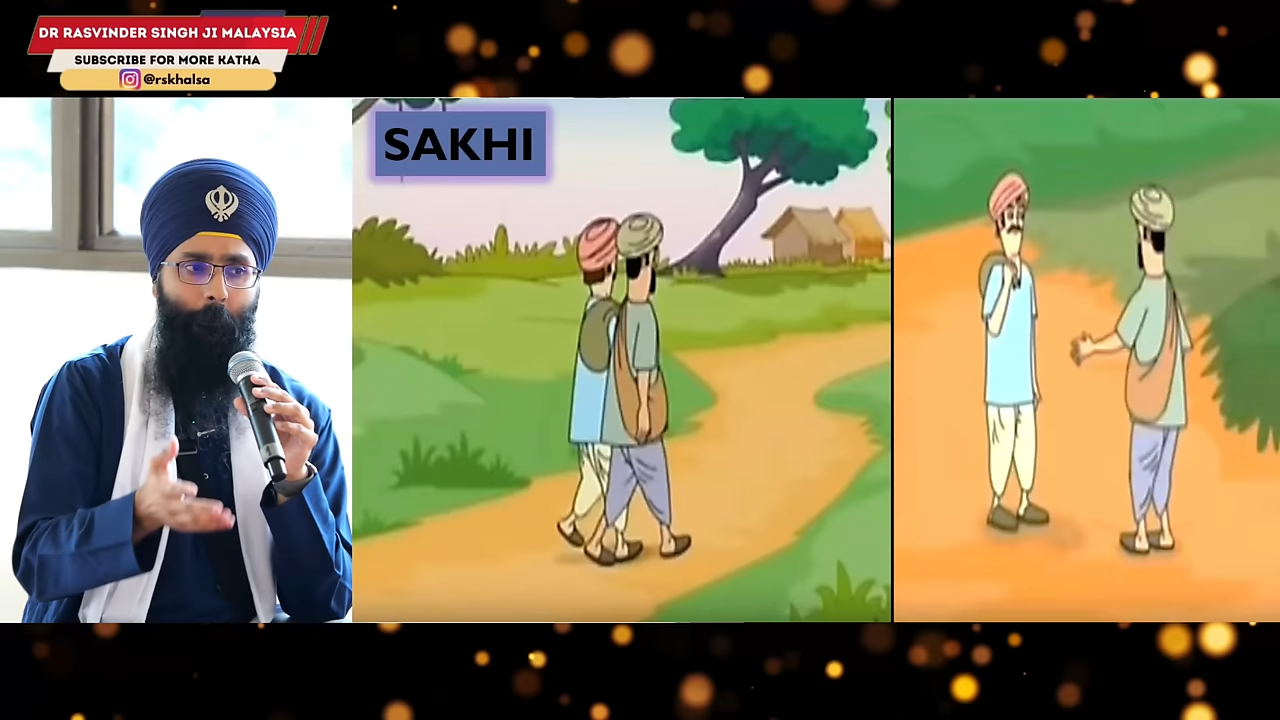 DR RASVINDER SINGH JI MALAYSIA
SUBSCRIBE FOR MORE KATHA
@rskhalsa
SAKHI